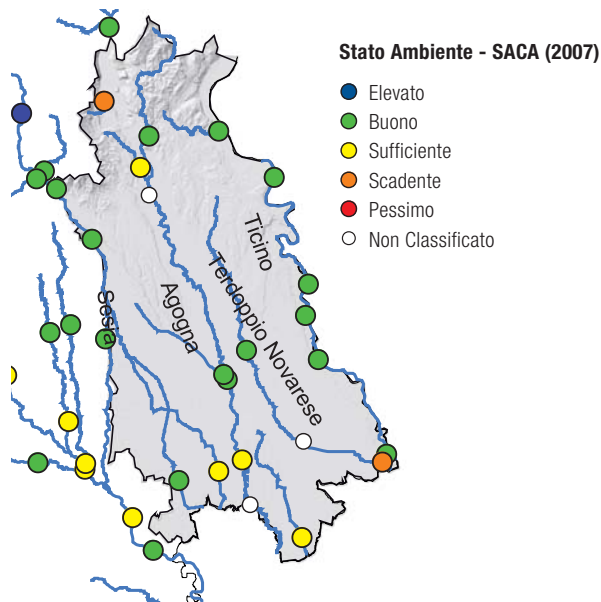 Stato Ambiente - SACA (2007)
Elevato
Buono
Sufficiente
Scadente
Pessimo
Non Classificato
Ticino
Terdoppio Novarese
Agogna
Sesia